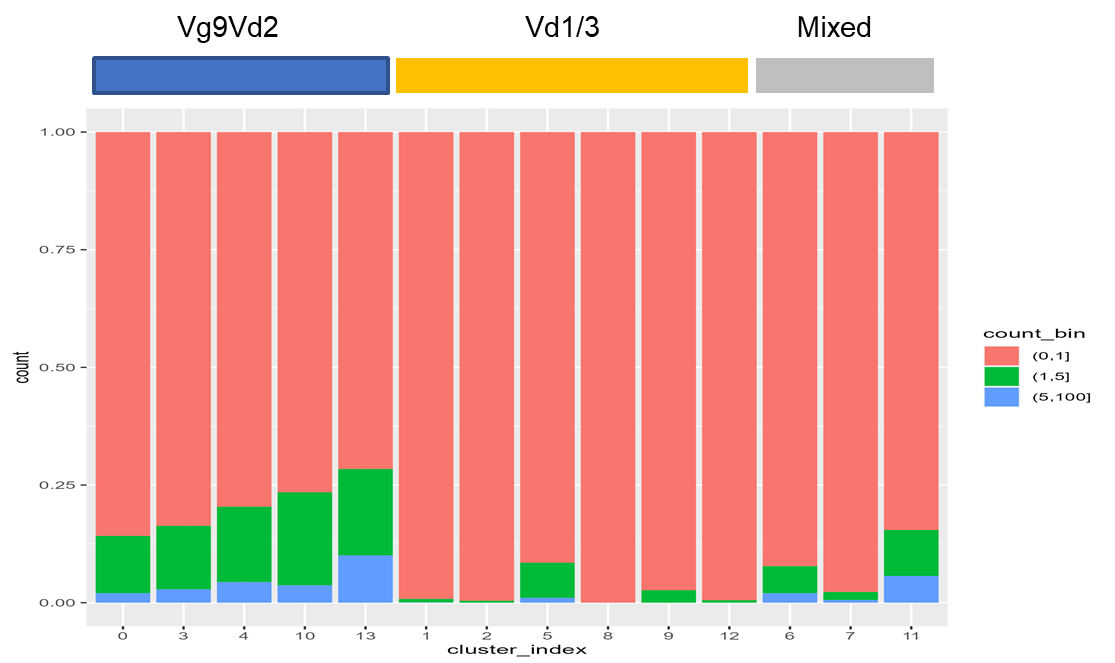 Vg9Vd2 Vd1/3 Mixed
1.00
0.75
0.50
0.25
0.00
count
0 3 4 10 13 1 2 5 8 9 12 6 7 11
cluster_index
count_bin
(0,1]
(1,5]
(5,100]